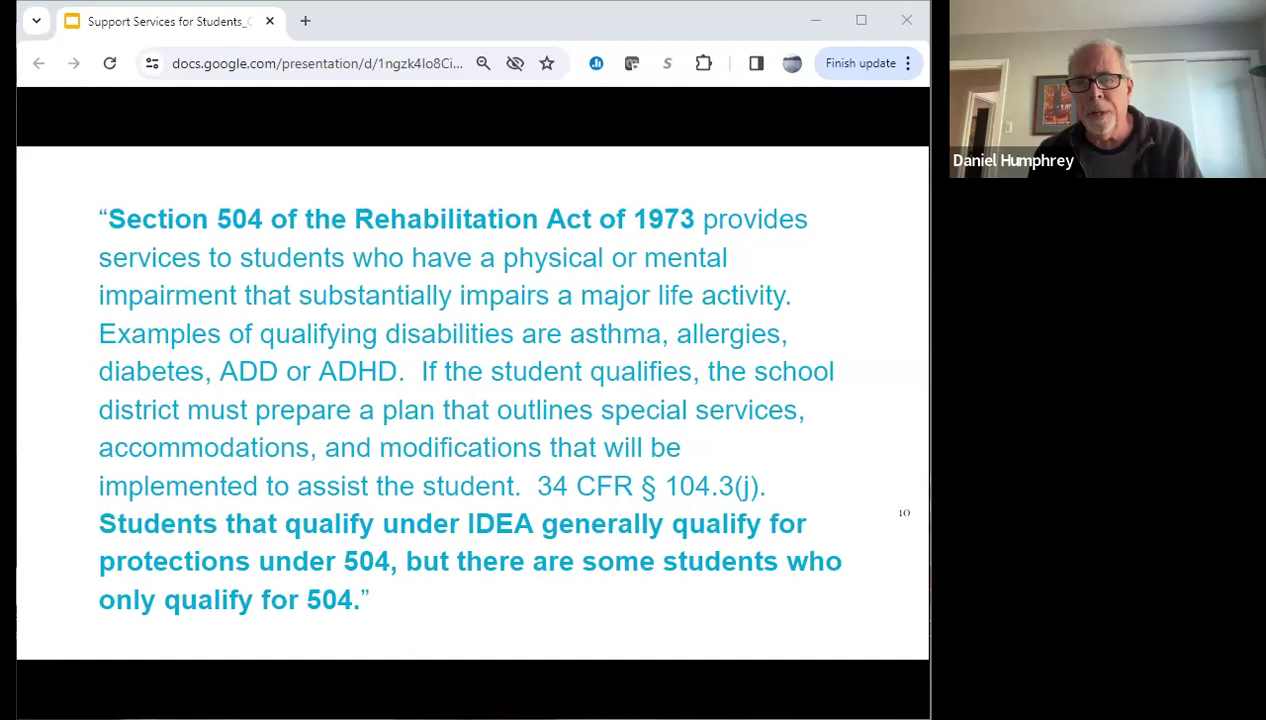 Support Services for Students_
docs.google.com/presentation/d/1ngzk4lo8Ci...
Finish update
Daniel Humphrey
“Section 504 of the Rehabilitation Act of 1973 provides
services to students who have a physical or mental
impairment that substantially impairs a major life activity.
Examples of qualifying disabilities are asthma, allergies,
diabetes, ADD or ADHD.  If the student qualifies, the school
district must prepare a plan that outlines special services,
accommodations, and modifications that will be
implemented to assist the student.  34 CFR § 104.3(j).
Students that qualify under IDEA generally qualify for
protections under 504, but there are some students who
only qualify for 504.”
10